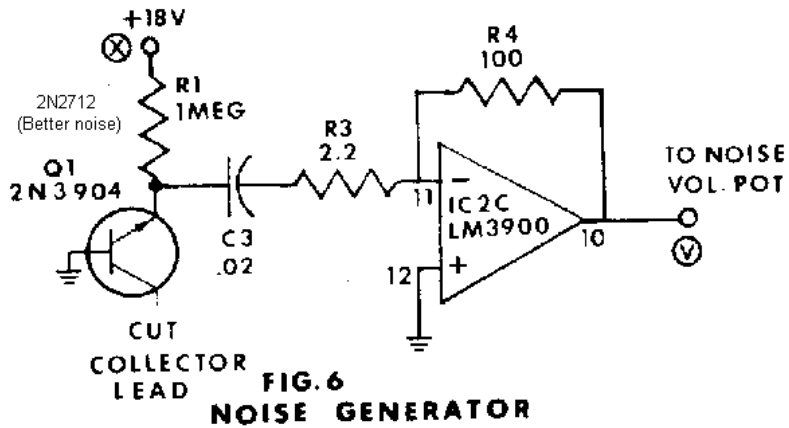 +18V
X
R1
1MEG
2N2712
(Better noise)
Q1
2N3904
C3
.02
R3
2.2
R4
100
11
-
IC2C
LM3900
10
12
+
TO NOISE
VOL. POT
V
CUT
COLLECTOR
LEAD
FIG. 6
NOISE GENERATOR